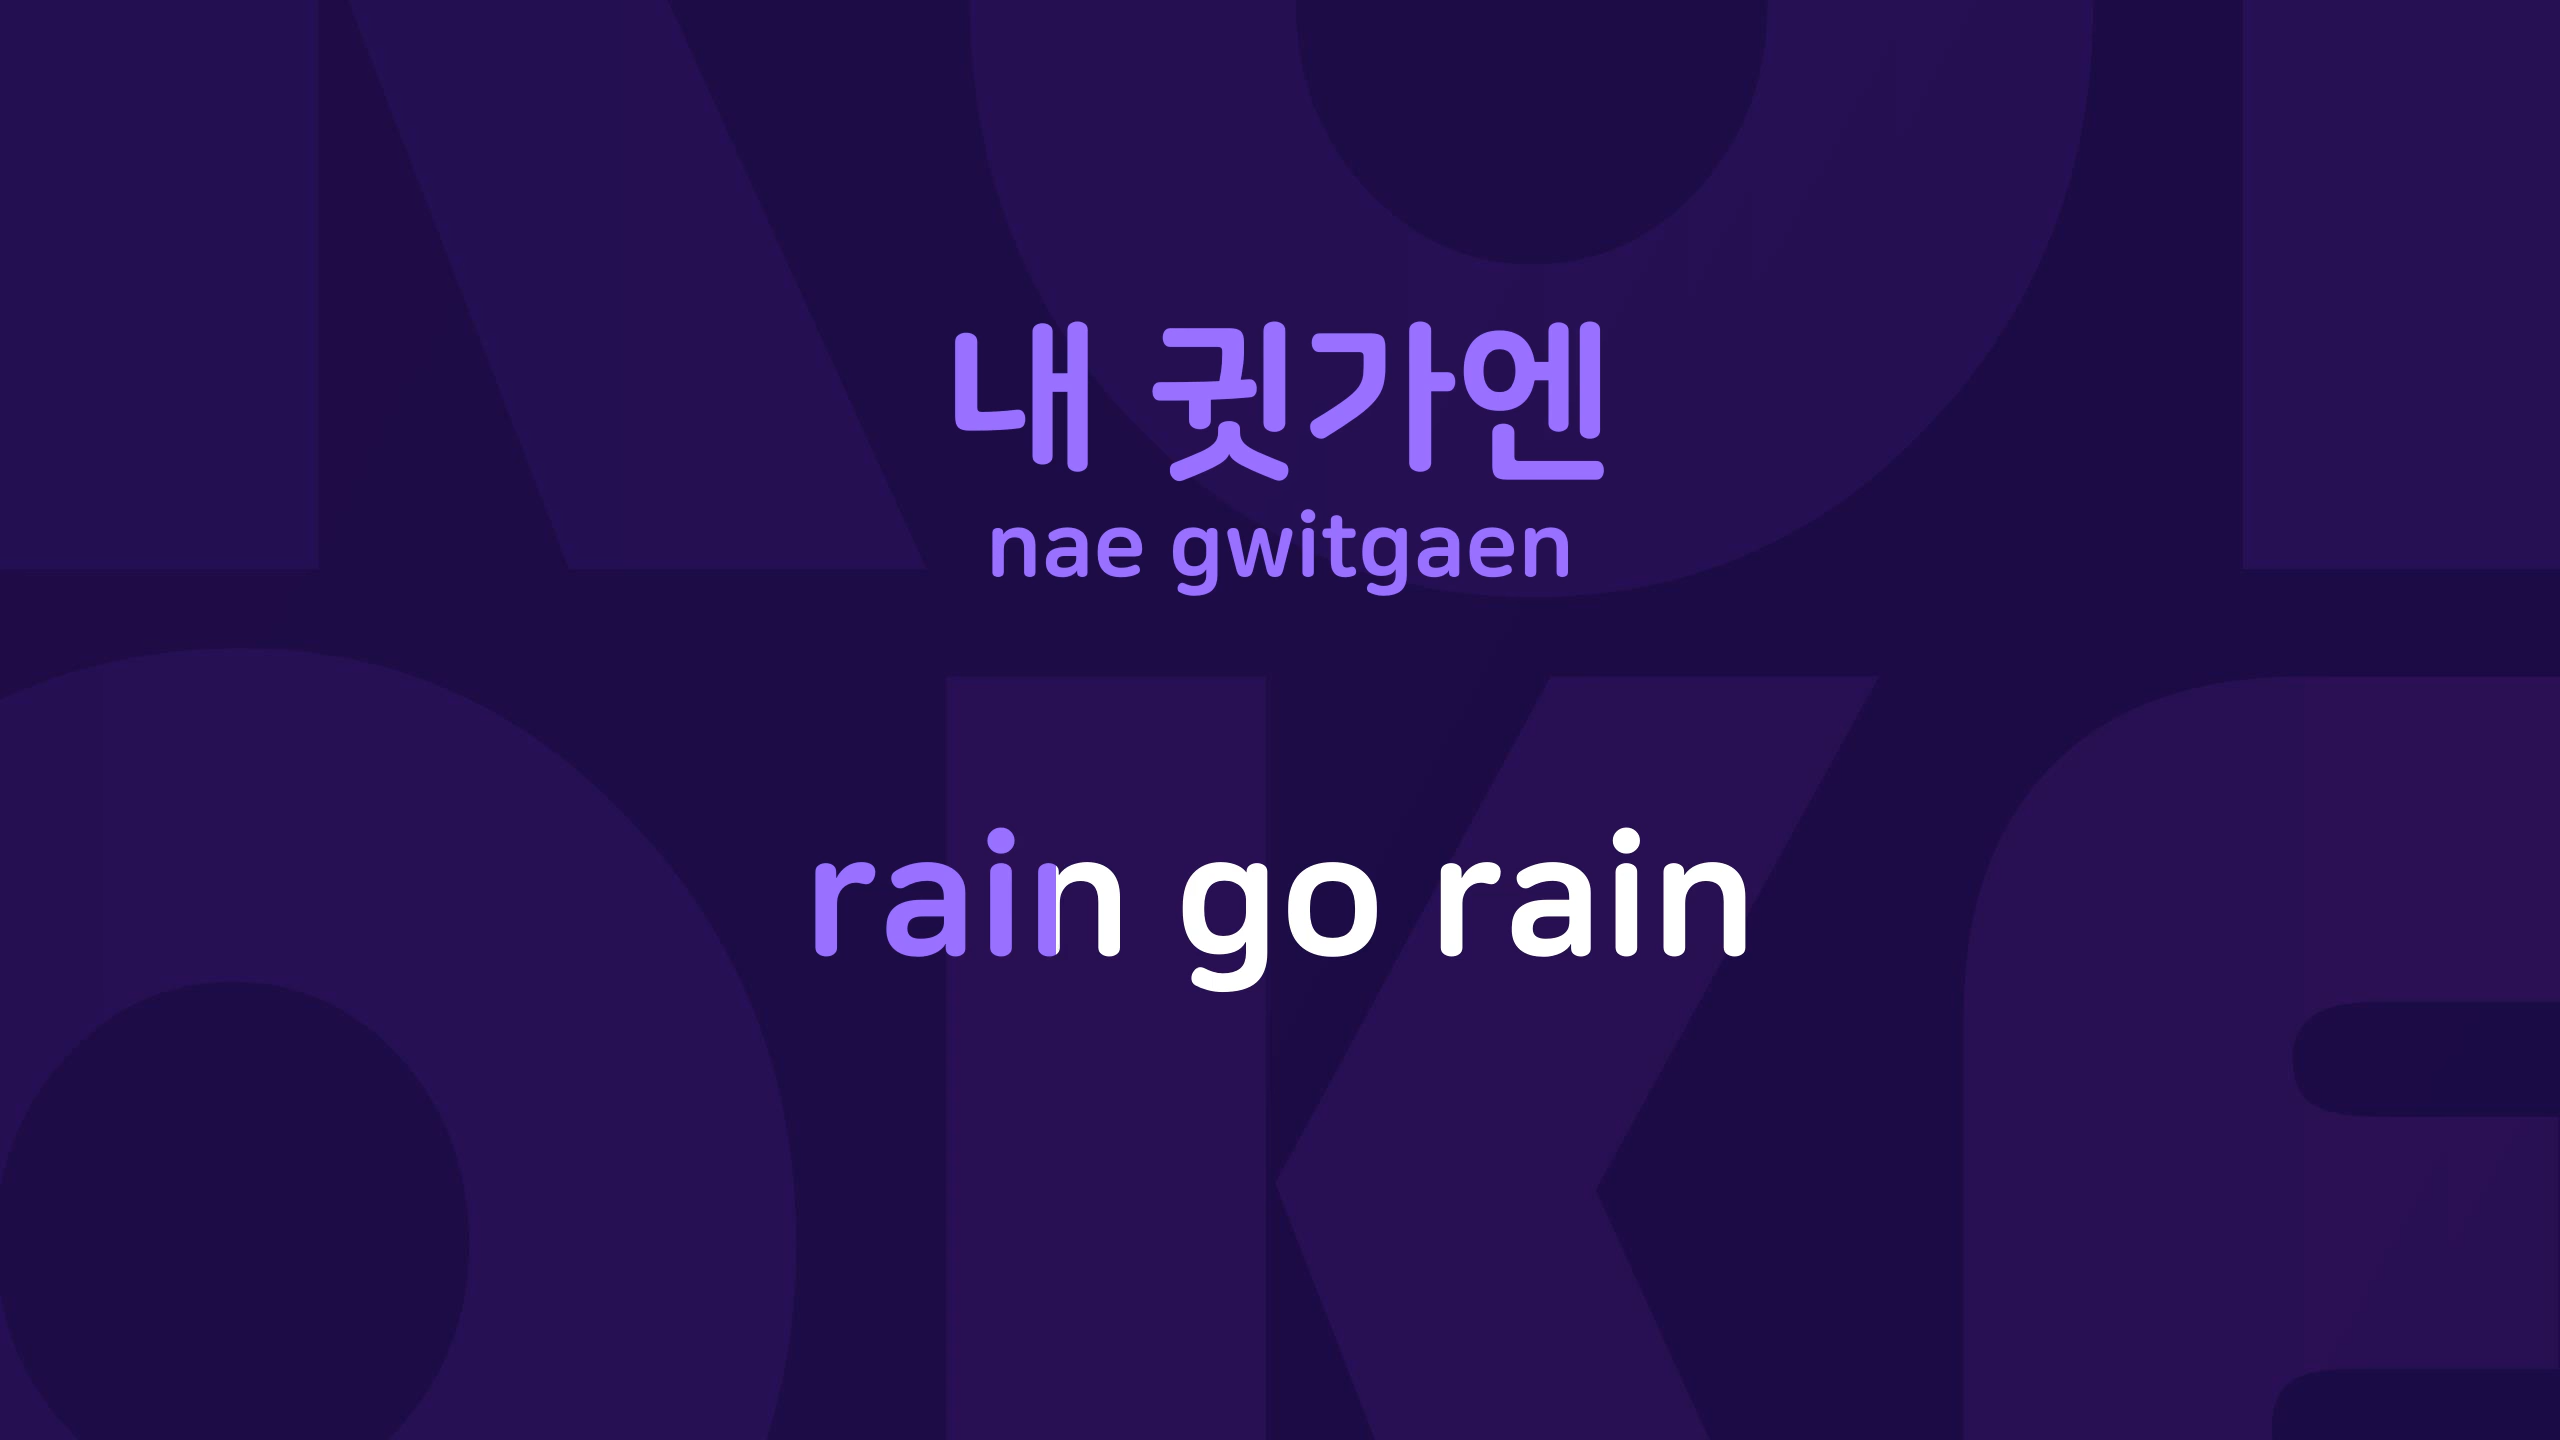 내 귓가엔
nae gwitgaen
rain go rain